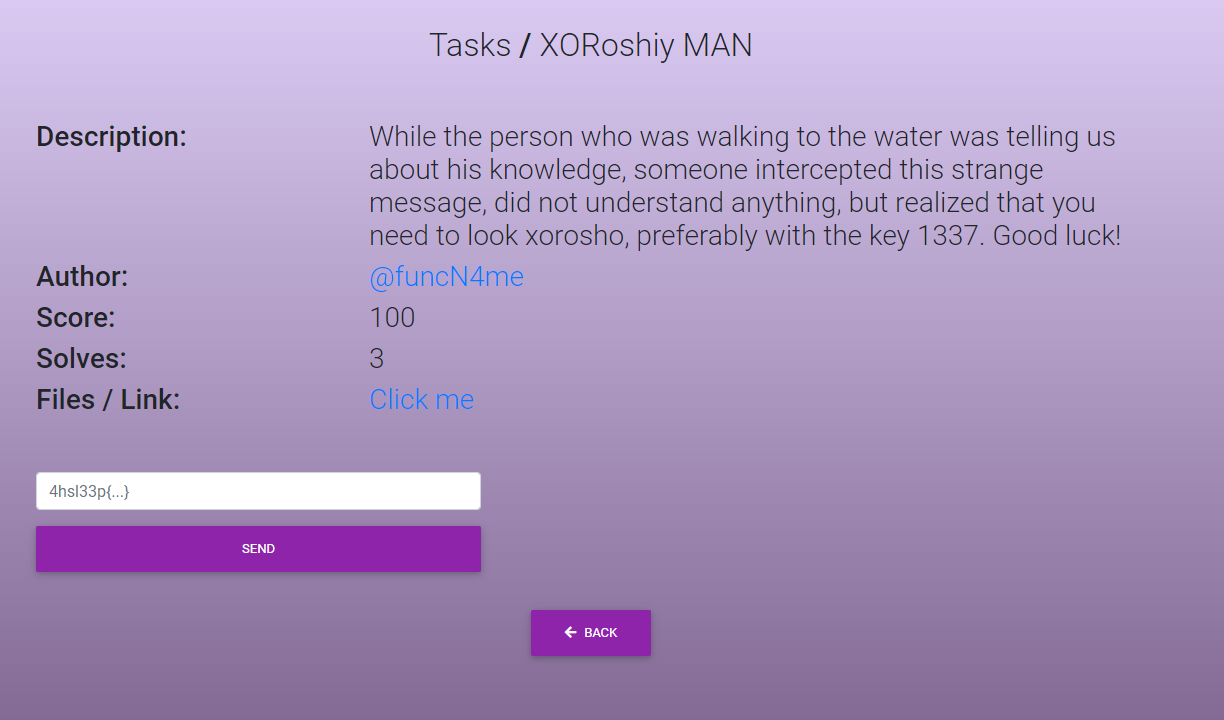 Tasks / XORoshiy MAN
Description:
While the person who was walking to the water was telling us
about his knowledge, someone intercepted this strange
message, did not understand anything, but realized that you
need to look xorosho, preferably with the key 1337. Good luck!
Author:
@funcN4me
Score:
100
Solves:
3
Files / Link:
Click me
4hsl33p{...}
SEND
BACK